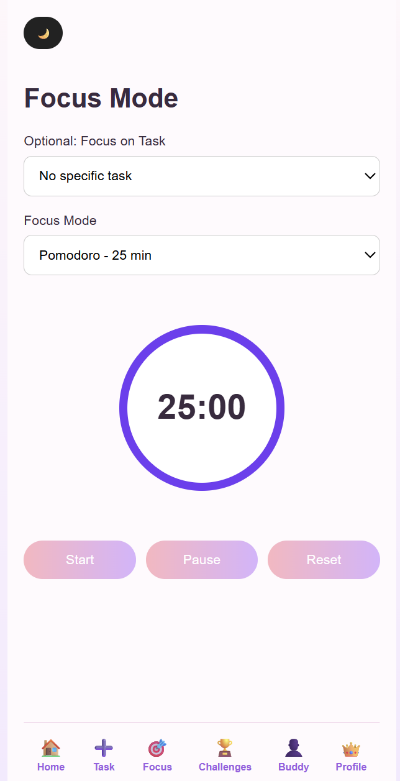 Focus Mode
Optional: Focus on Task
No specific task
Focus Mode
Pomodoro - 25 min
25:00
Start Pause Reset
Home Task Focus Challenges Buddy Profile